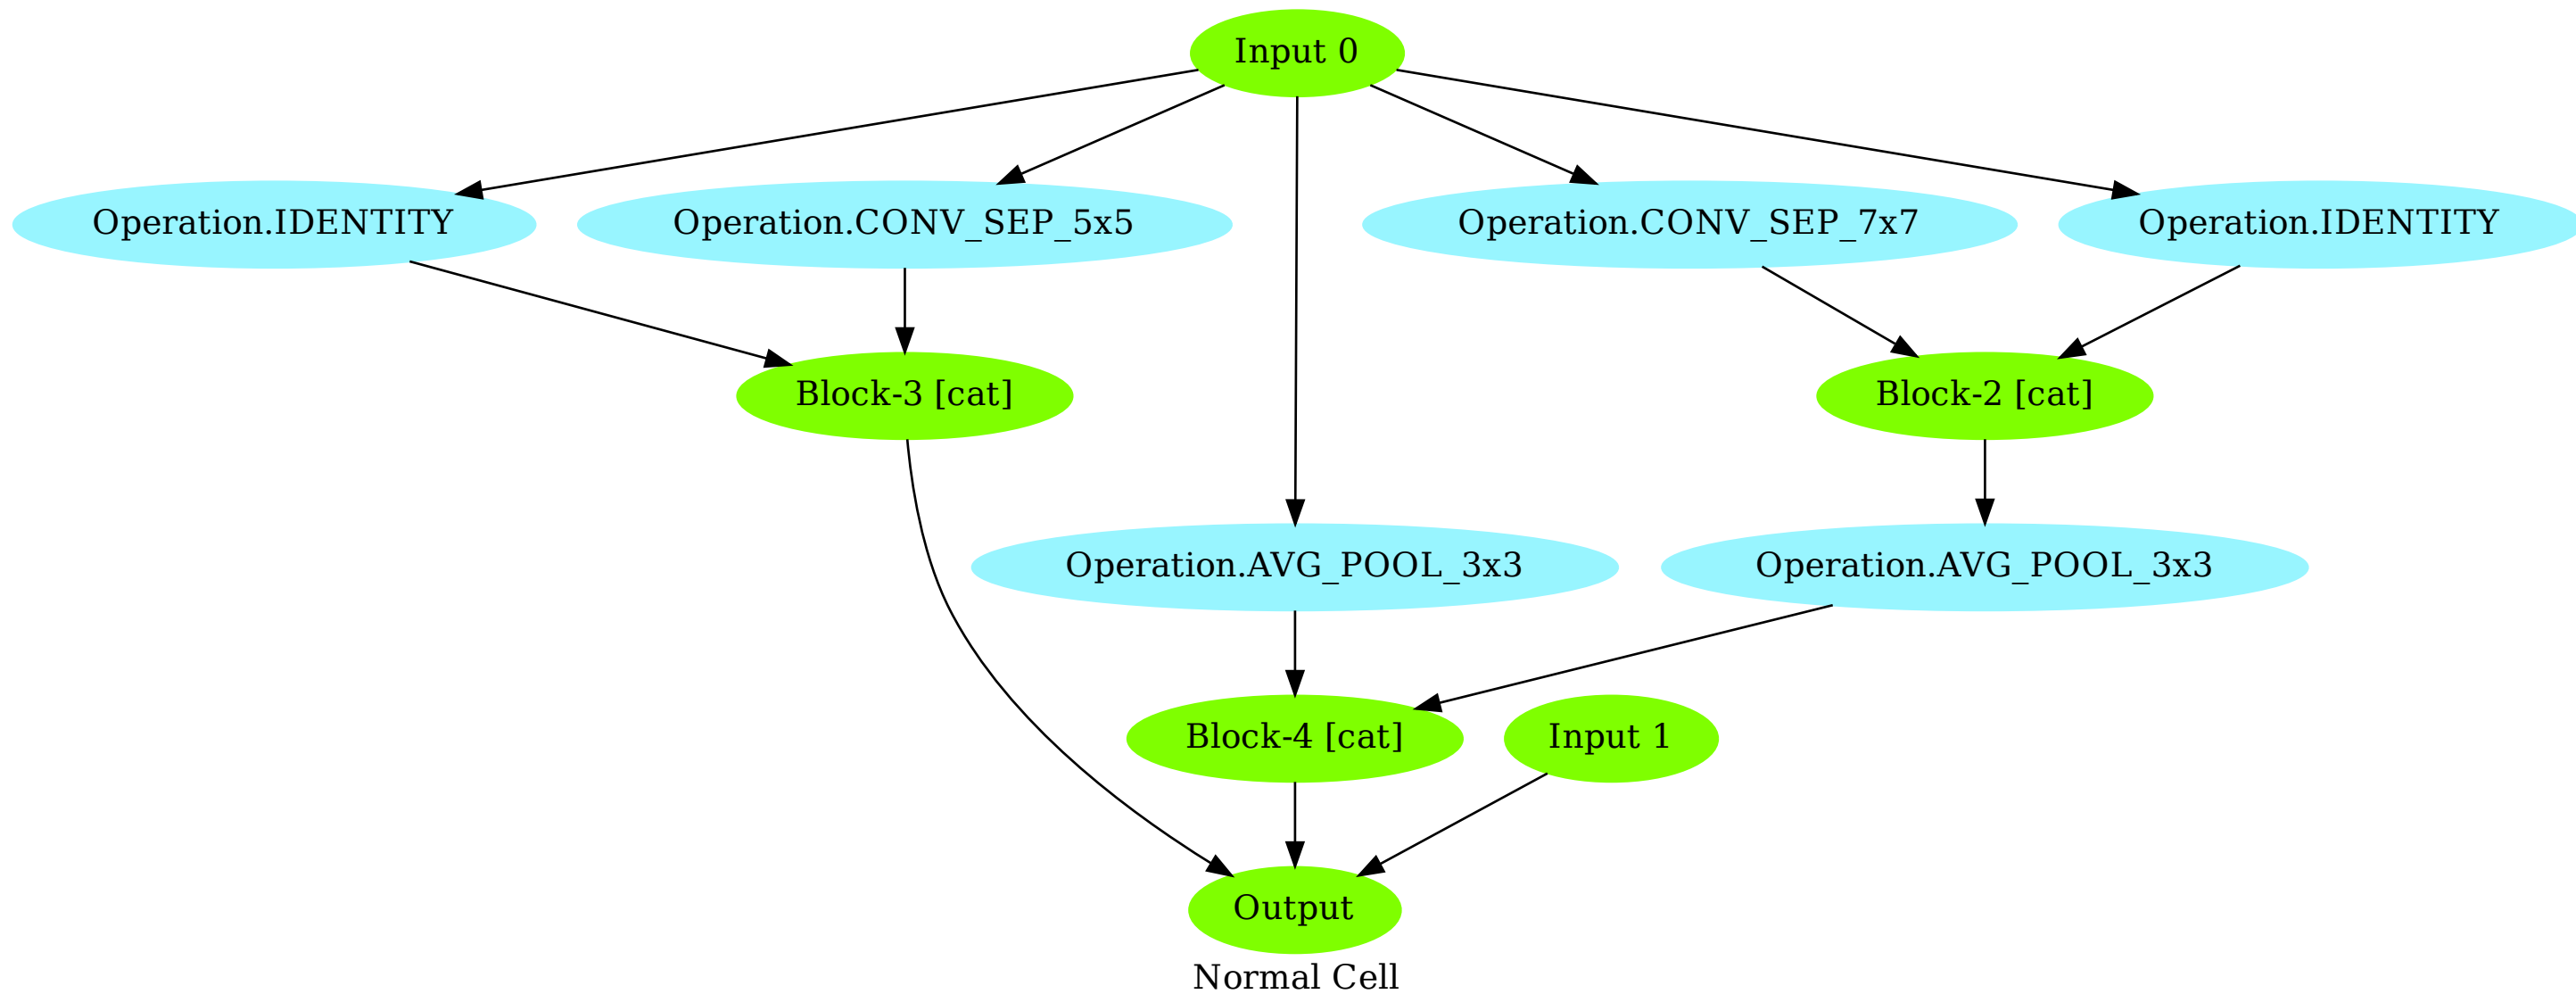 Input 0
Operation.IDENTITY
Operation.CONV_SEP_5x5
Operation.CONV_SEP_7x7
Operation.IDENTITY
Block-3 [cat]
Block-2 [cat]
Operation.AVG_POOL_3x3
Operation.AVG_POOL_3x3
Block-4 [cat]
Input 1
Output
Normal Cell